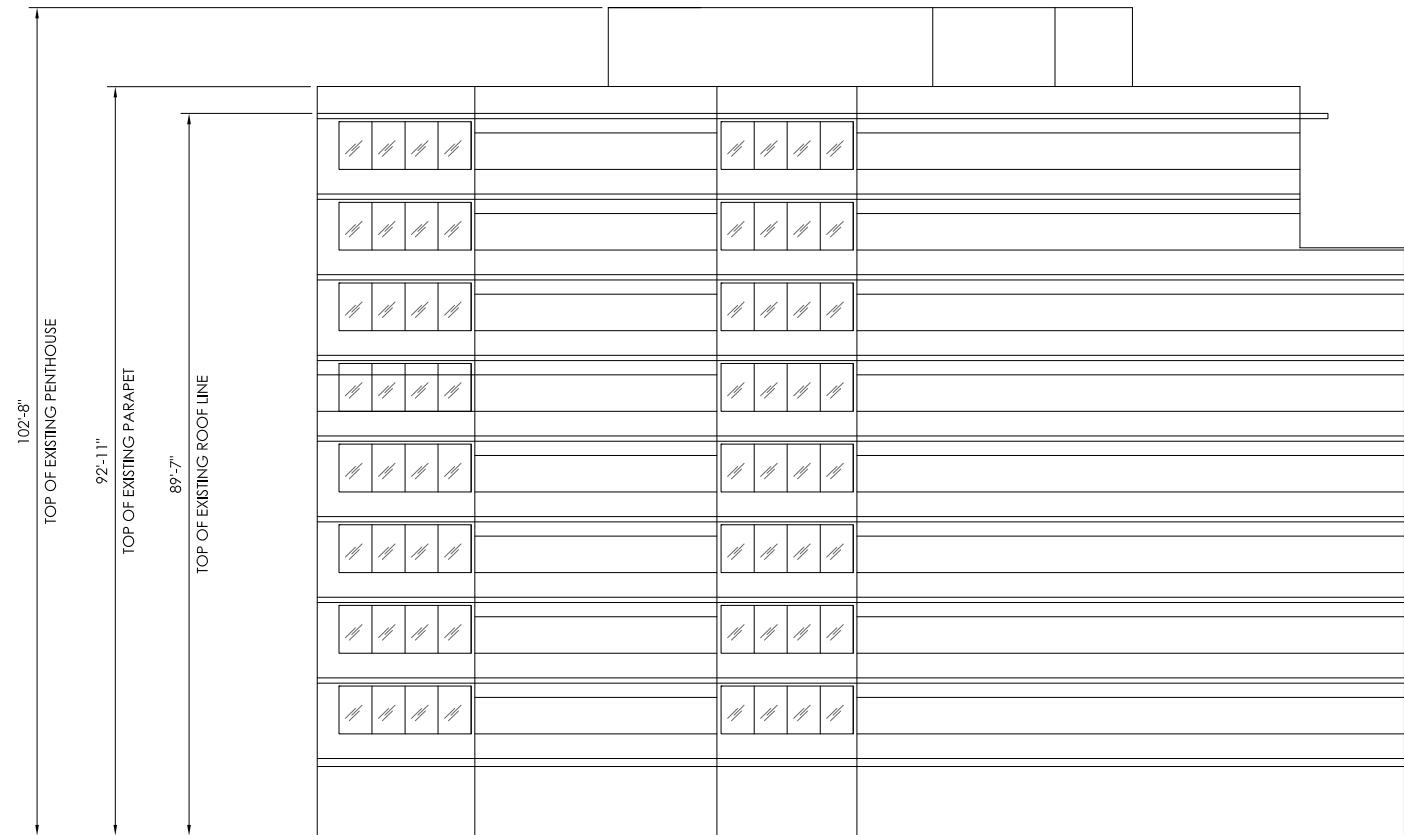 102'-8"
TOP OF EXISTING PENTHOUSE
92'-11"
TOP OF EXISTING PARAPET
89'-7"
TOP OF EXISTING ROOF LINE